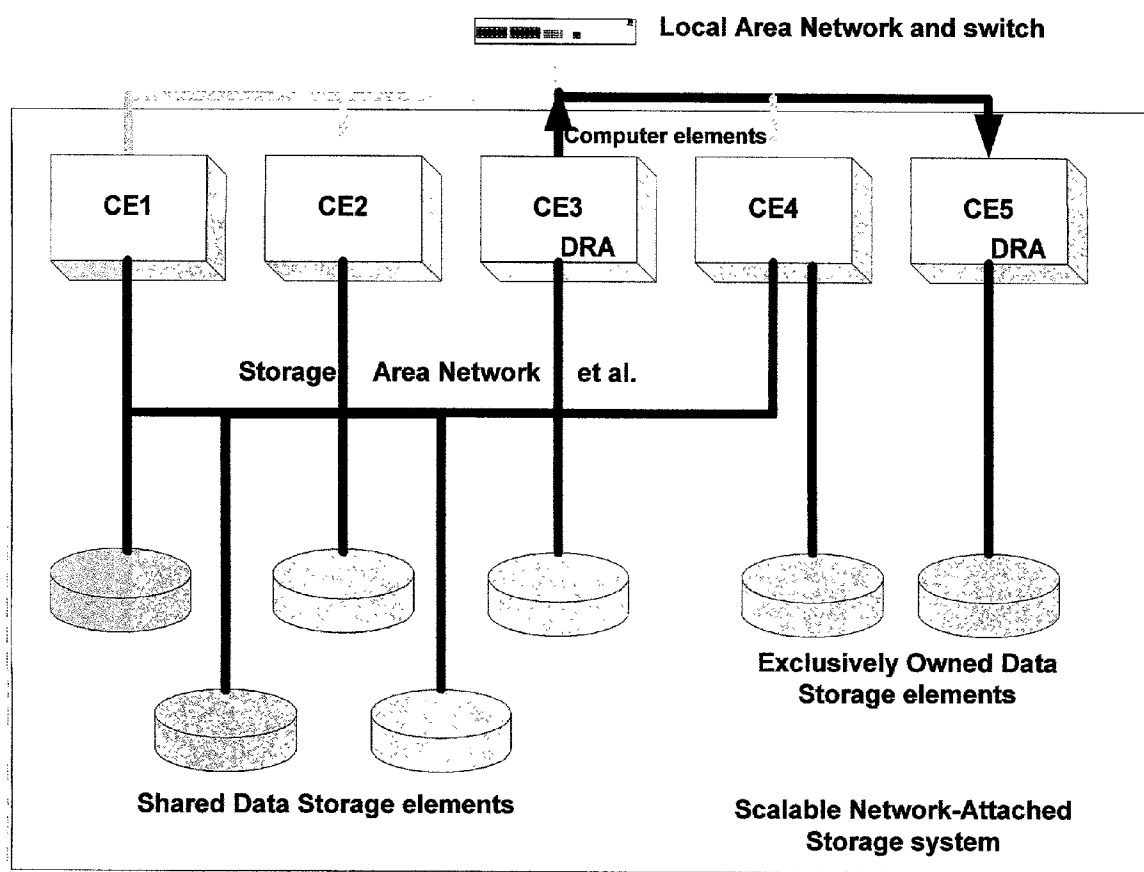 Local Area Network and switch
Computer elements
CE1
CE2
CE3
DRA
CE4
CE5
DRA
Storage Area Network et al.
Exclusively Owned Data
Storage elements
Shared Data Storage elements
Scalable Network-Attached
Storage system